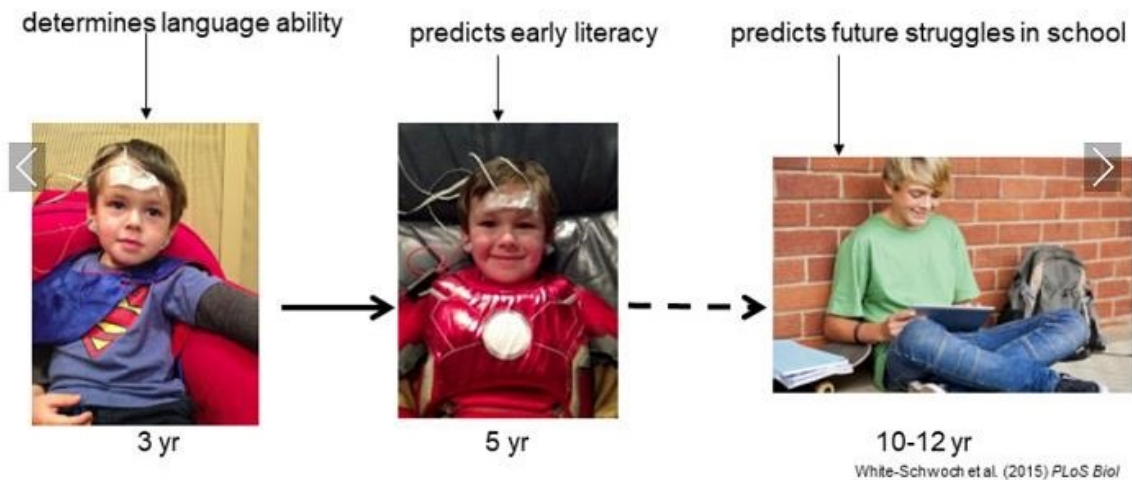 determines language ability
predicts early literacy
predicts future struggles in school
3 yr
5 yr
10-12 yr
White-Schwoch et al. (2015) PLoS Biol